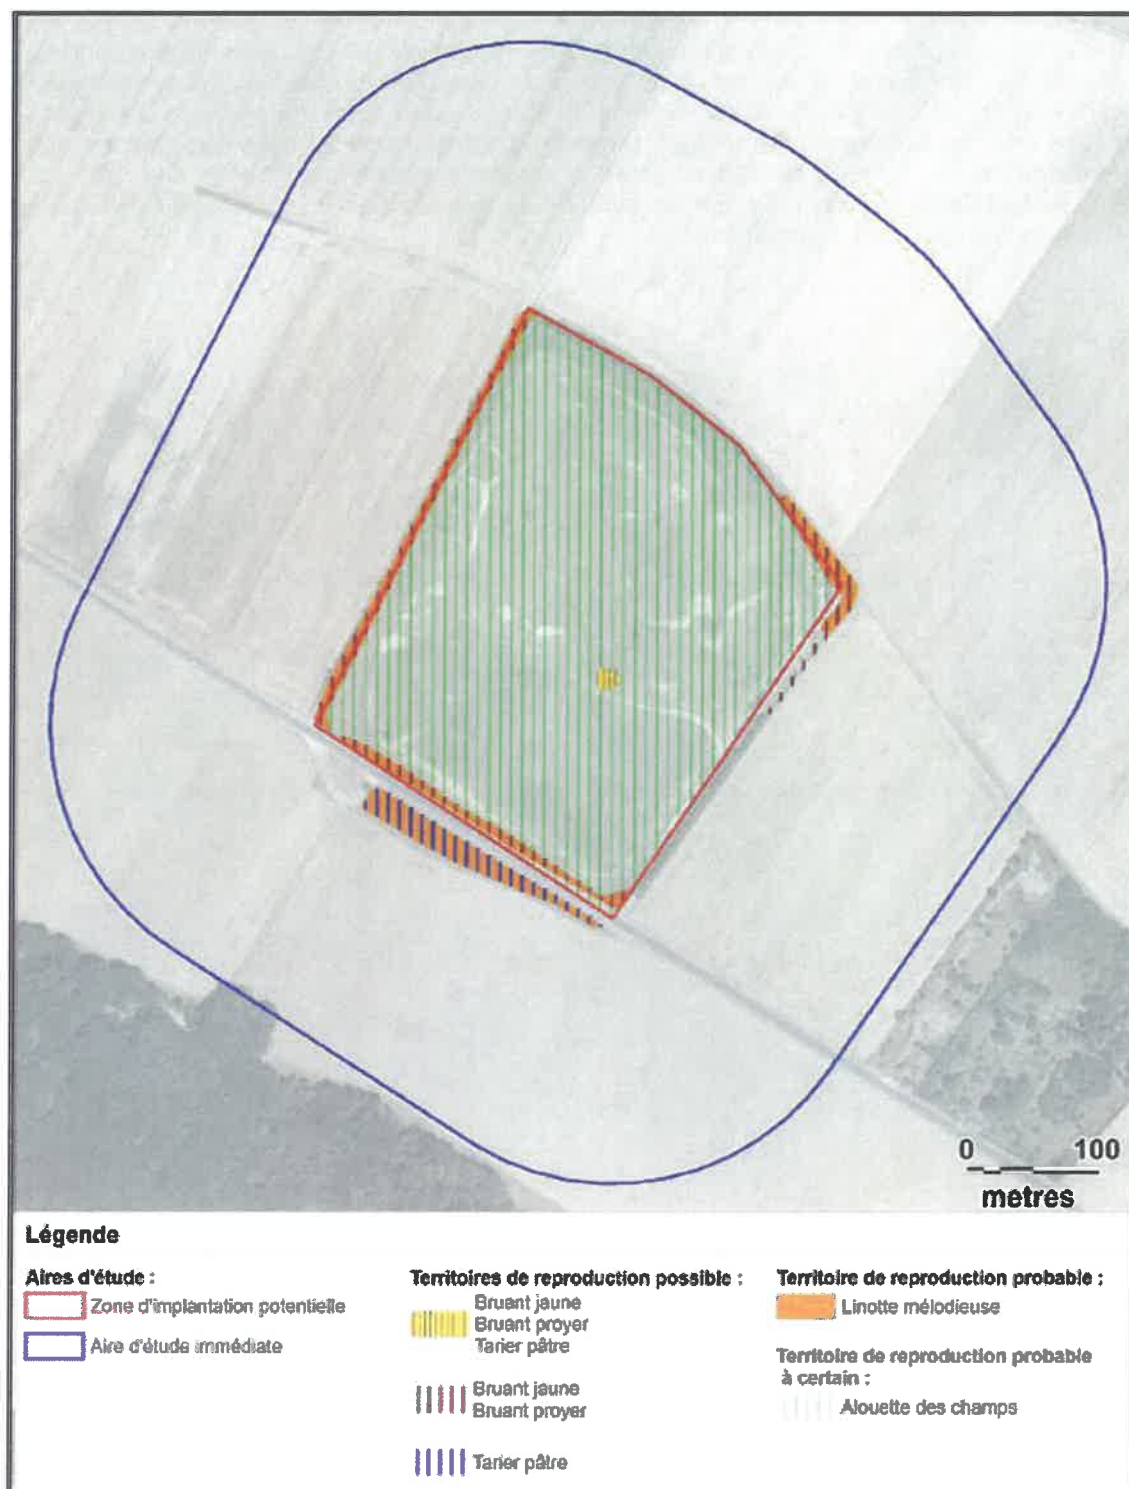 0 100
metres
Légende
Aires d'étude :
Zone d'implantation potentielle
Aire d'étude immédiate
Territoires de reproduction possible :
Bruant jaune
Bruant proyer
Tarier pâtre
Bruant jaune
Bruant proyer
Tarier pâtre
Territoire de reproduction probable :
Linotte mélodieuse
Territoire de reproduction probable
à certain :
Alouette des champs